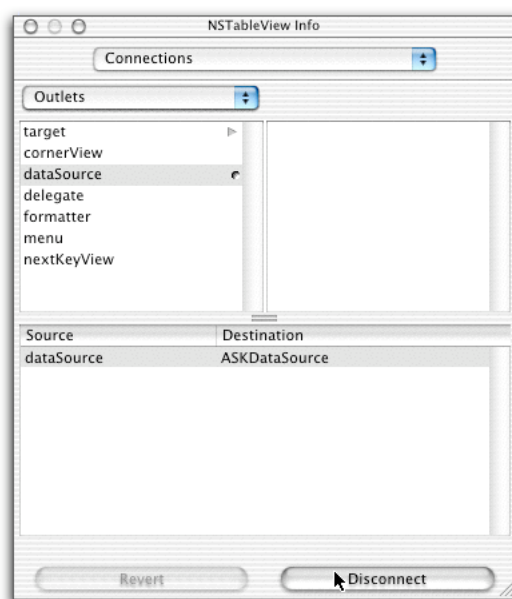 NSTableView Info
Connections
Outlets
target
cornerView
dataSource
delegate
formatter
menu
nextKeyView
Source Destination
dataSource ASKDataSource
Revert Disconnect